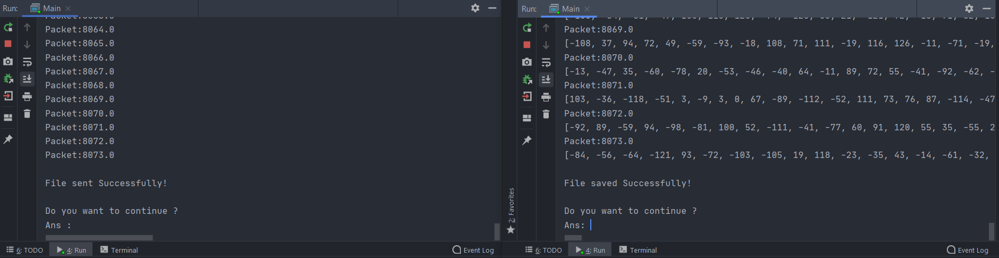 Run: Main
Packet:8064.0
Packet:8065.0
Packet:8066.0
Packet:8067.0
Packet:8068.0
Packet:8069.0
Packet:8070.0
Packet:8071.0
Packet:8072.0
Packet:8073.0
File sent Successfully!
Do you want to continue ?
Ans :
6: TODO 4: Run Terminal Event Log
2: Favorites
Run: Main
Packet:8069.0
[-108, 37, 94, 72, 49, -59, -93, -18, 108, 71, 111, -19, 116, 126, -11, -71, -19,
Packet:8070.0
[-13, -47, 35, -60, -78, 20, -53, -46, -40, 64, -11, 89, 72, 55, -41, -92, -62, -
Packet:8071.0
[103, -36, -118, -51, 3, -9, 3, 0, 67, -89, -112, -52, 111, 73, 76, 87, -114, -47
Packet:8072.0
[-92, 89, -59, 94, -98, -81, 100, 52, -111, -41, -77, 60, 91, 120, 55, 35, -55, 2
Packet:8073.0
[-84, -56, -64, -121, 93, -72, -103, -105, 19, 118, -23, -35, 43, -14, -61, -32,
File saved Successfully!
Do you want to continue ?
Ans:
6: TODO 4: Run Terminal Event Log